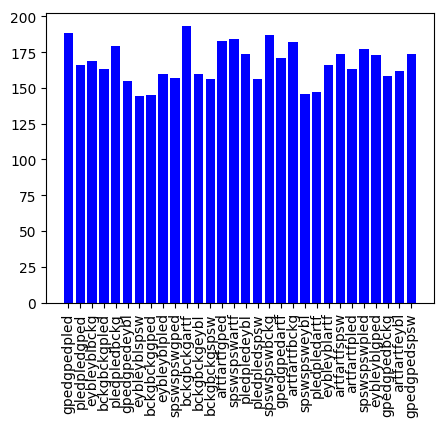 200
175
150
125
100
75
50
25
0
gpedgpedpled
pledpledgped
eybleyblbckg
bckgbckgpled
pledpledbckg
gpedgpedeybl
eybleyblspsw
bckgbckggped
eybleyblpled
spswspswgped
bckgbckgartf
bckgbckgeybl
bckgbckgspsw
artfartfgped
spswspswartf
pledpledeybl
pledpledspsw
spswspswbckg
gpedgpedartf
artfartfbckg
spswspsweybl
pledpledartf
eybleyblartf
artfartfspsw
artfartfpled
spswspswpled
eybleyblgped
gpedgpedbckg
artfartfeybl
gpedgpedspsw